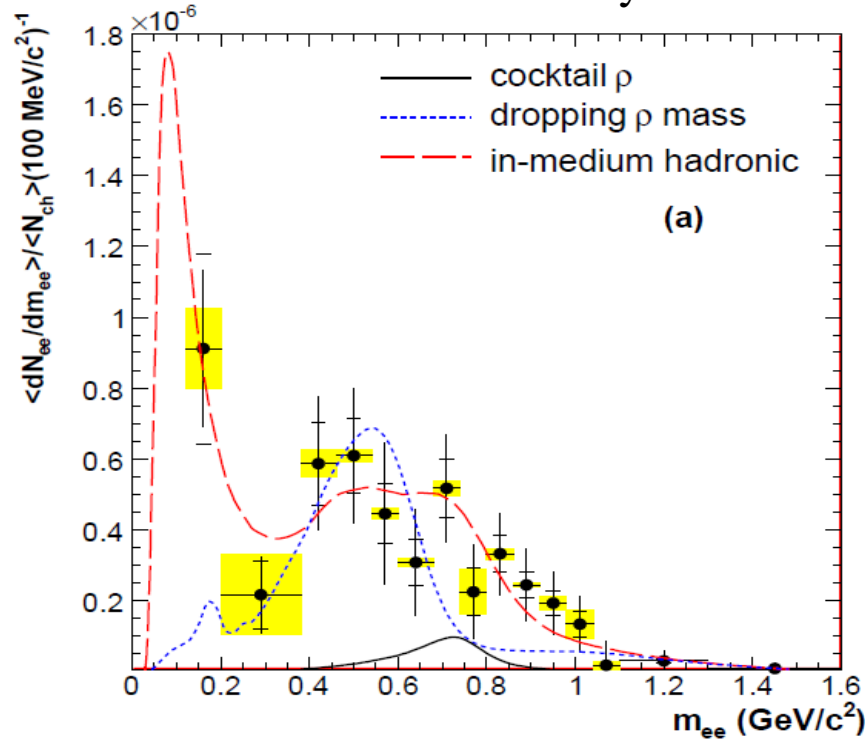 ×10⁻⁶
<dN_ee/dm_ee>/<N_ch>(100 MeV/c²)⁻¹
1.8
1.6
1.4
1.2
1
0.8
0.6
0.4
0.2
cocktail ρ
dropping ρ mass
in-medium hadronic
(a)
0 0.2 0.4 0.6 0.8 1 1.2 1.4 1.6
m_ee (GeV/c²)